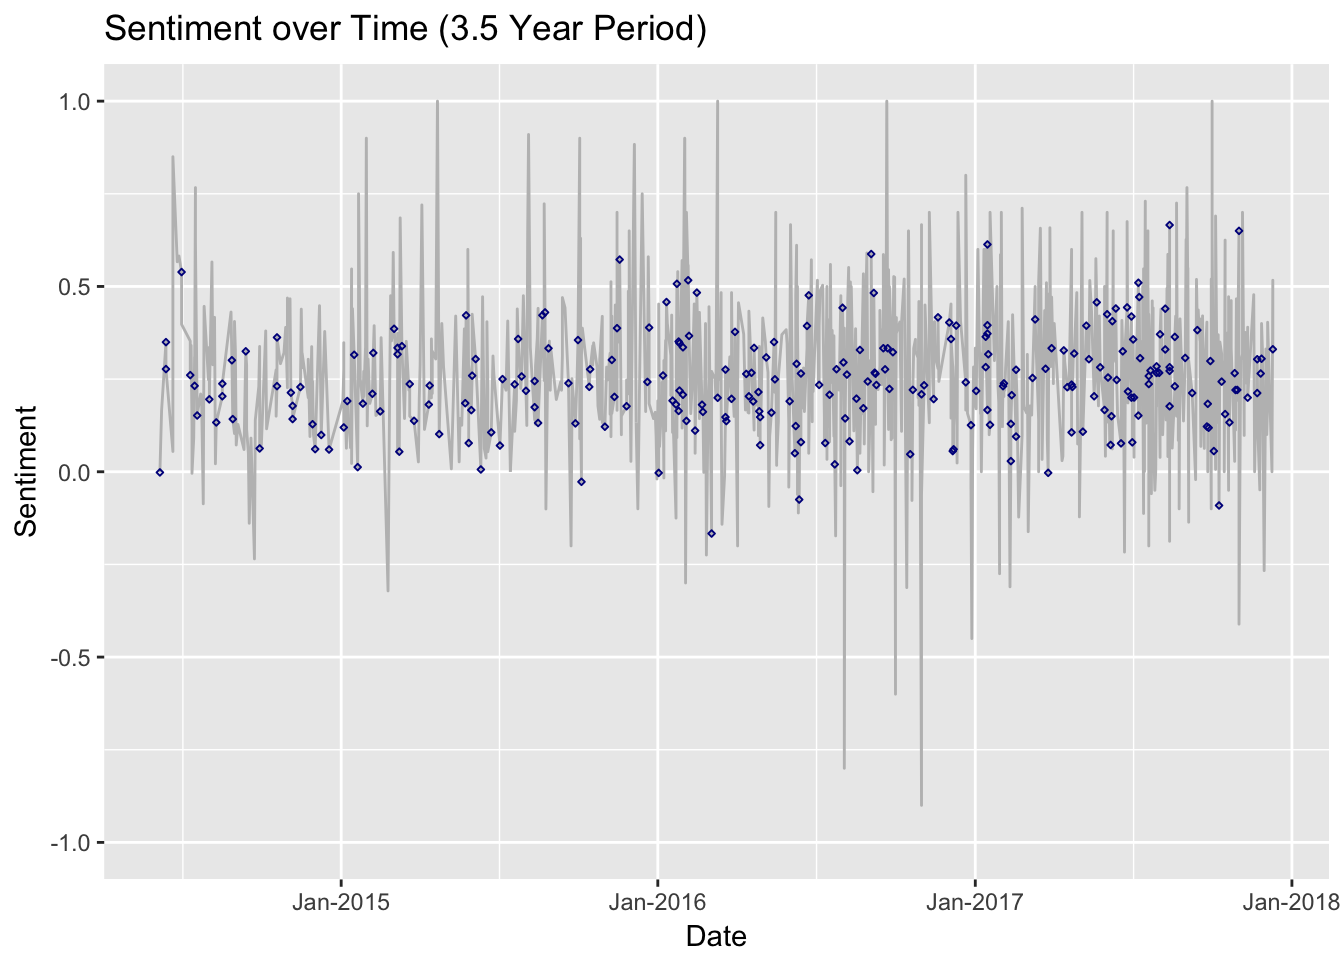 Sentiment over Time (3.5 Year Period)
1.0
0.5
0.0
-0.5
-1.0
Sentiment
Jan-2015 Jan-2016 Jan-2017 Jan-2018
Date